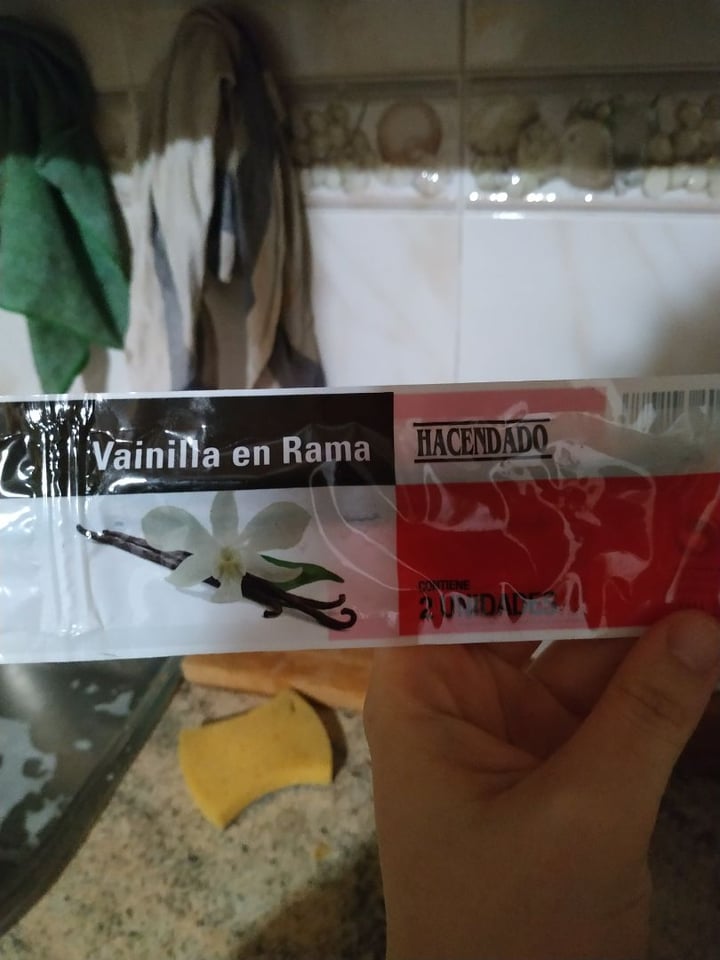 Vainilla en Rama
HACENDADO
CONTIENE
2 UNIDADES